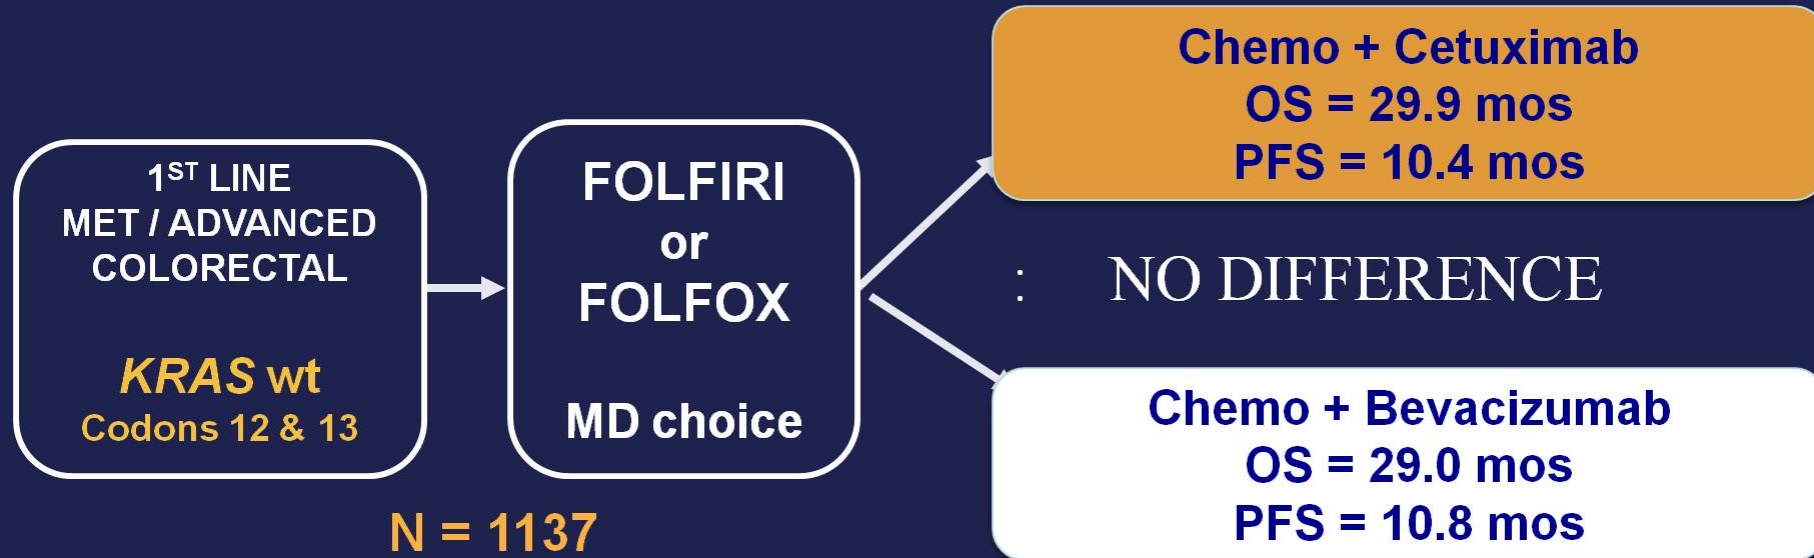 1ST LINE
MET / ADVANCED
COLORECTAL
KRAS wt
Codons 12 & 13
FOLFIRI
or
FOLFOX
MD choice
N = 1137
Chemo + Cetuximab
OS = 29.9 mos
PFS = 10.4 mos
: NO DIFFERENCE
Chemo + Bevacizumab
OS = 29.0 mos
PFS = 10.8 mos